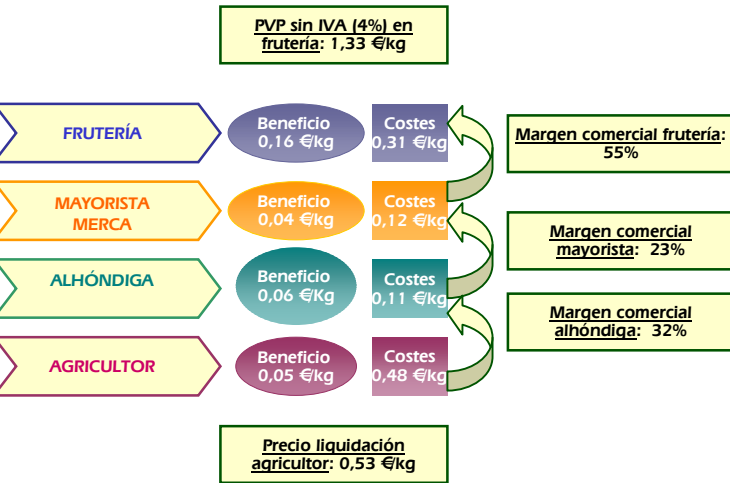 PVP sin IVA (4%) en
frutería: 1,33 €/kg
FRUTERÍA
Beneficio
0,16 €/kg
Costes
0,31 €/kg
Margen comercial frutería:
55%
MAYORISTA
MERCA
Beneficio
0,04 €/kg
Costes
0,12 €/kg
Margen comercial
mayorista: 23%
ALHÓNDIGA
Beneficio
0,06 €/Kg
Costes
0,11 €/kg
Margen comercial
alhóndiga: 32%
AGRICULTOR
Beneficio
0,05 €/kg
Costes
0,48 €/kg
Precio liquidación
agricultor: 0,53 €/kg